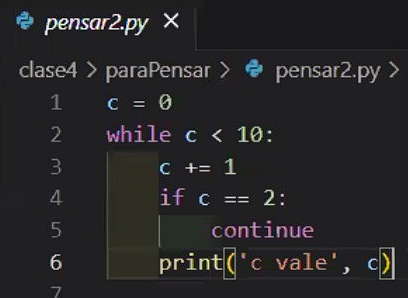 pensar2.py ×
clase4 > paraPensar > pensar2.py >
1 c = 0
2 while c < 10:
3     c += 1
4     if c == 2:
5         continue
6     print('c vale', c)
7